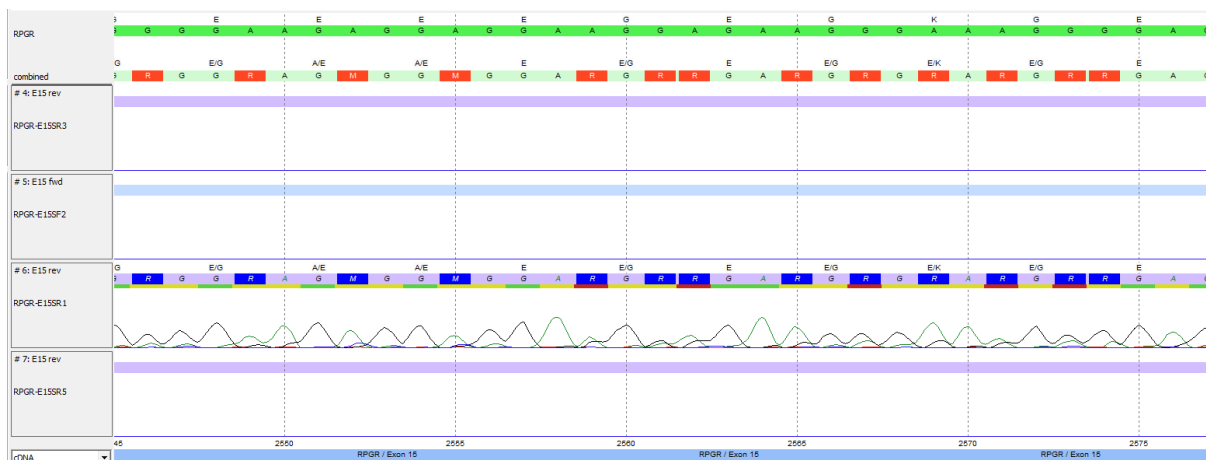 G E E E E G E G K G E
RPGR G G G G A A G A G G A G G A A G G A G A A G G G A A A G G G G A G
G E/G A/E A/E E E/G E E/G E/K E/G E
combined G R G G R A G M G G M G G A R G R R G A R G R G R A R G R R G A G
# 4: E15 rev
RPGR-E15SR3
# 5: E15 fwd
RPGR-E15SF2
# 6: E15 rev G E/G A/E A/E E E/G E E/G E/K E/G E
G R G G R A G M G G M G G A R G R R G A R G R G R A R G R R G A G
RPGR-E15SR1
# 7: E15 rev
RPGR-E15SR5
45 2550 2555 2560 2565 2570 2575
cDNA RPGR / Exon 15 RPGR / Exon 15 RPGR / Exon 15